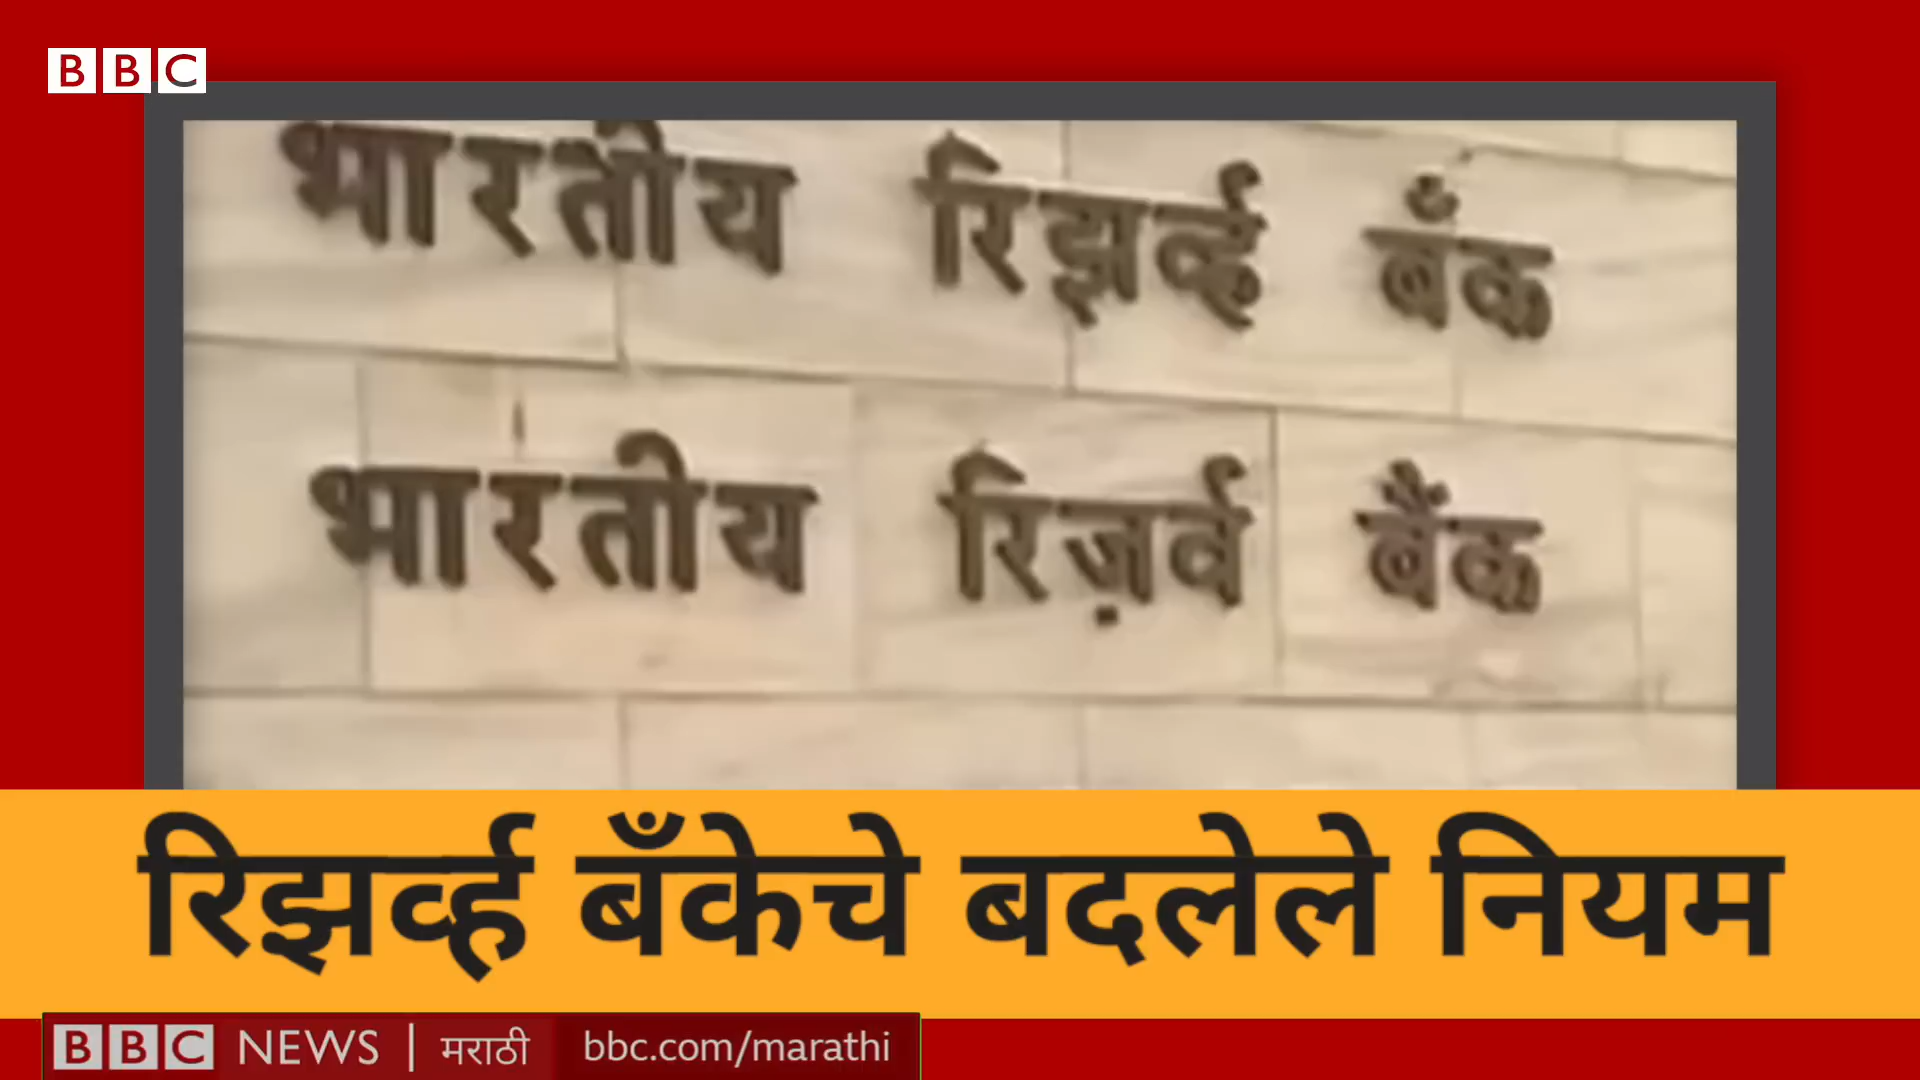 BBC
भारतीय रिझर्व्ह बँक
भारतीय रिज़र्व बैंक
रिझर्व्ह बँकेचे बदलेले नियम
BBC NEWS | मराठी bbc.com/marathi